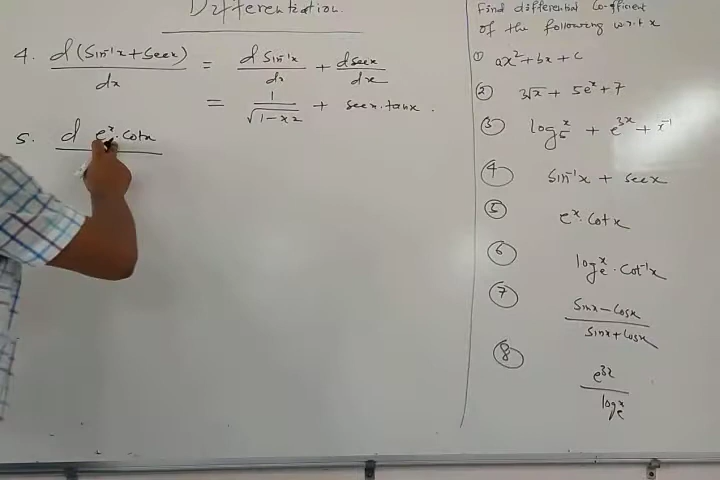 Differentiation.
4. d(Sin⁻¹x + Secx)/dx = d Sin⁻¹x/dx + d secx/dx
= 1/√1-x2 + secx.tanx.
5. d eˣ.cotx
Find differential Co-efficient
of the following w.r.t x
① ax² + bx + c
② 3√x + 5eˣ + 7
③ log₅ˣ + e³ˣ + x⁻¹
④ Sin⁻¹x + secx
⑤ eˣ. Cotx
⑥ logₑˣ. Cot⁻¹x
⑦ Sinx - Cosx / Sinx + Cosx
⑧ e³ˣ / logₑˣ